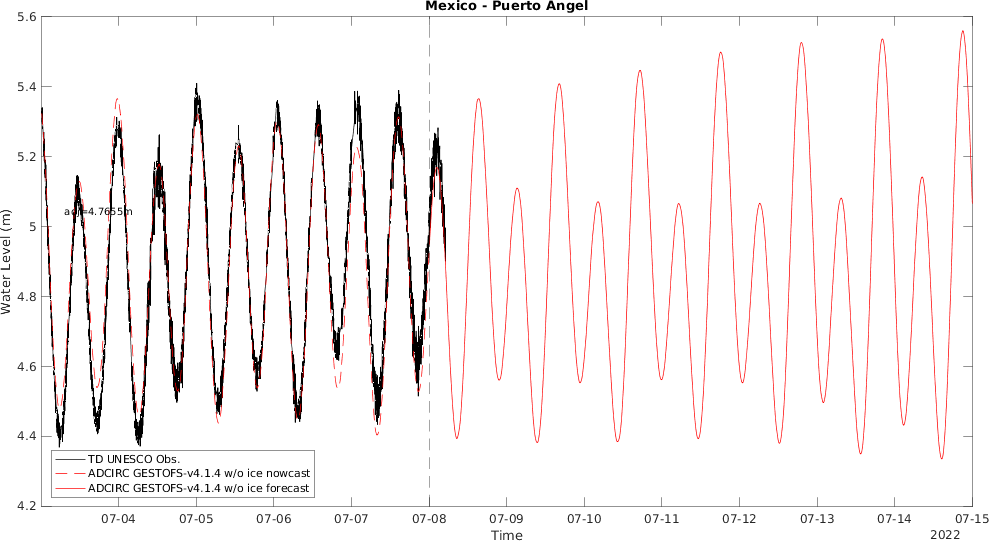 Mexico - Puerto Angel
5.6
5.4
5.2
5
4.8
4.6
4.4
4.2
Water Level (m)
adj=4.7655m
TD UNESCO Obs.
ADCIRC GESTOFS-v4.1.4 w/o ice nowcast
ADCIRC GESTOFS-v4.1.4 w/o ice forecast
07-04 07-05 07-06 07-07 07-08 07-09 07-10 07-11 07-12 07-13 07-14 07-15
Time
2022